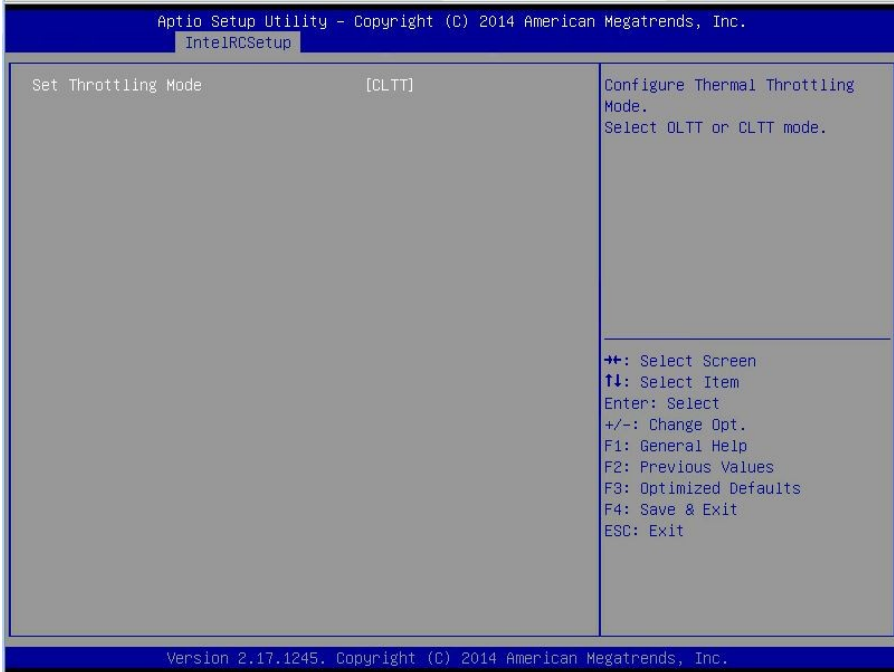 Aptio Setup Utility – Copyright (C) 2014 American Megatrends, Inc.
IntelRCSetup
Set Throttling Mode [CLTT]
Configure Thermal Throttling
Mode.
Select OLTT or CLTT mode.
→←: Select Screen
↑↓: Select Item
Enter: Select
+/-: Change Opt.
F1: General Help
F2: Previous Values
F3: Optimized Defaults
F4: Save & Exit
ESC: Exit
Version 2.17.1245. Copyright (C) 2014 American Megatrends, Inc.